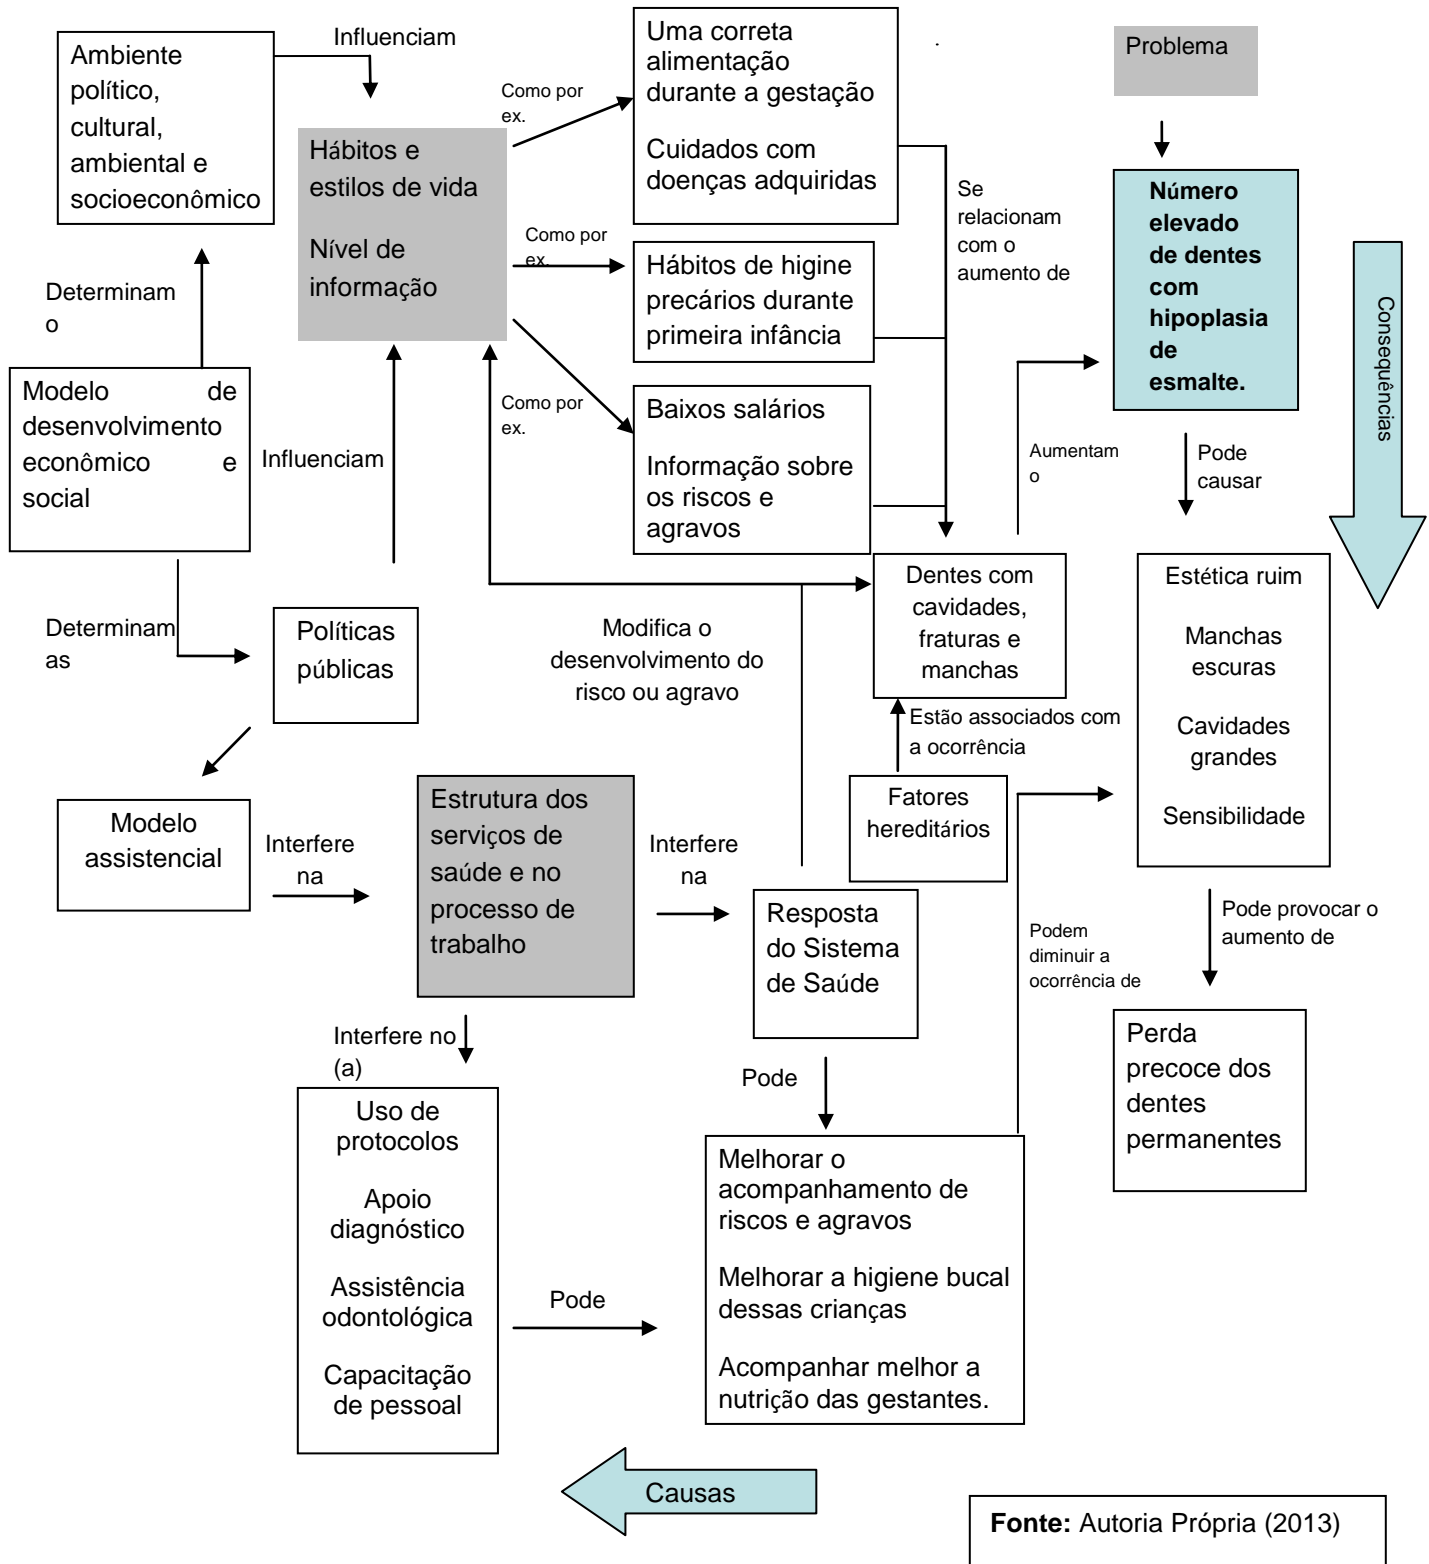 Ambiente
político,
cultural,
ambiental e
socioeconômico
Influenciam
Hábitos e
estilos de vida
Nível de
informação
Como por
ex.
Uma correta
alimentação
durante a gestação
Cuidados com
doenças adquiridas
Como por
ex.
Hábitos de higine
precários durante
primeira infância
Como por
ex.
Baixos salários
Informação sobre
os riscos e
agravos
Se
relacionam
com o
aumento de
Problema
Número
elevado
de dentes
com
hipoplasia
de
esmalte.
Consequências
Determinam
o
Modelo de
desenvolvimento
econômico e
social
Influenciam
Aumentam
o
Pode
causar
Dentes com
cavidades,
fraturas e
manchas
Estética ruim
Manchas
escuras
Cavidades
grandes
Sensibilidade
Determinam
as
Políticas
públicas
Modifica o
desenvolvimento do
risco ou agravo
Estão associados com
a ocorrência
Fatores
hereditários
Modelo
assistencial
Interfere
na
Estrutura dos
serviços de
saúde e no
processo de
trabalho
Interfere
na
Resposta
do Sistema
de Saúde
Podem
diminuir a
ocorrência de
Pode provocar o
aumento de
Perda
precoce dos
dentes
permanentes
Interfere no
(a)
Uso de
protocolos
Apoio
diagnóstico
Assistência
odontológica
Capacitação
de pessoal
Pode
Pode
Melhorar o
acompanhamento de
riscos e agravos
Melhorar a higiene bucal
dessas crianças
Acompanhar melhor a
nutrição das gestantes.
Causas
Fonte: Autoria Própria (2013)